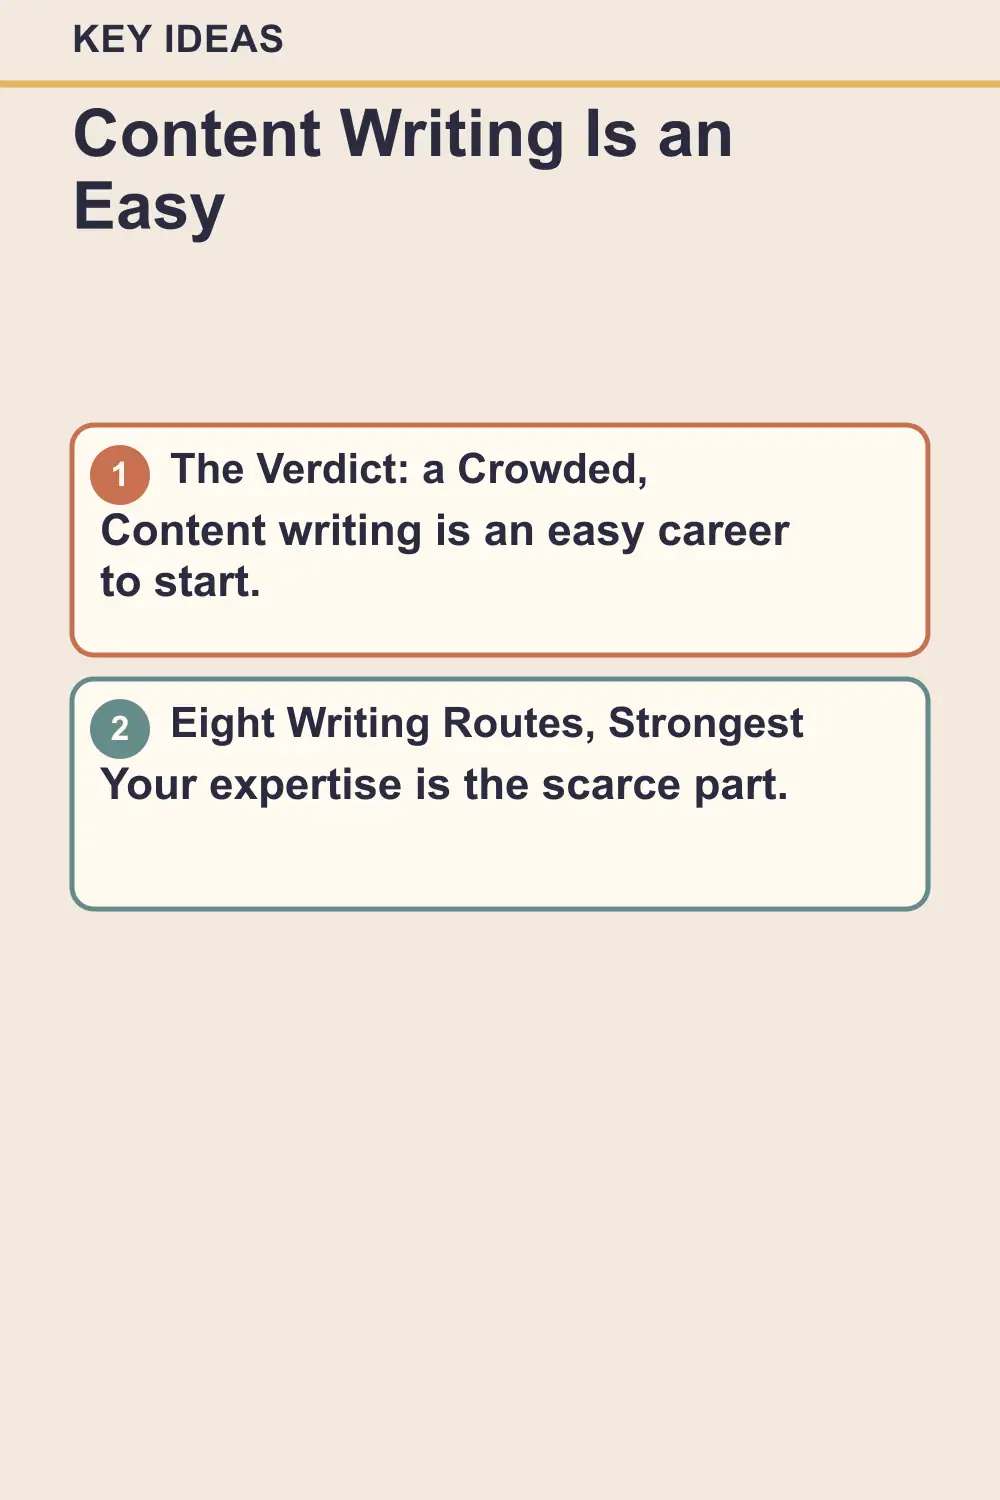 KEY IDEAS
Content Writing Is an
Easy
1
The Verdict: a Crowded,
Content writing is an easy career
to start.
2
Eight Writing Routes, Strongest
Your expertise is the scarce part.